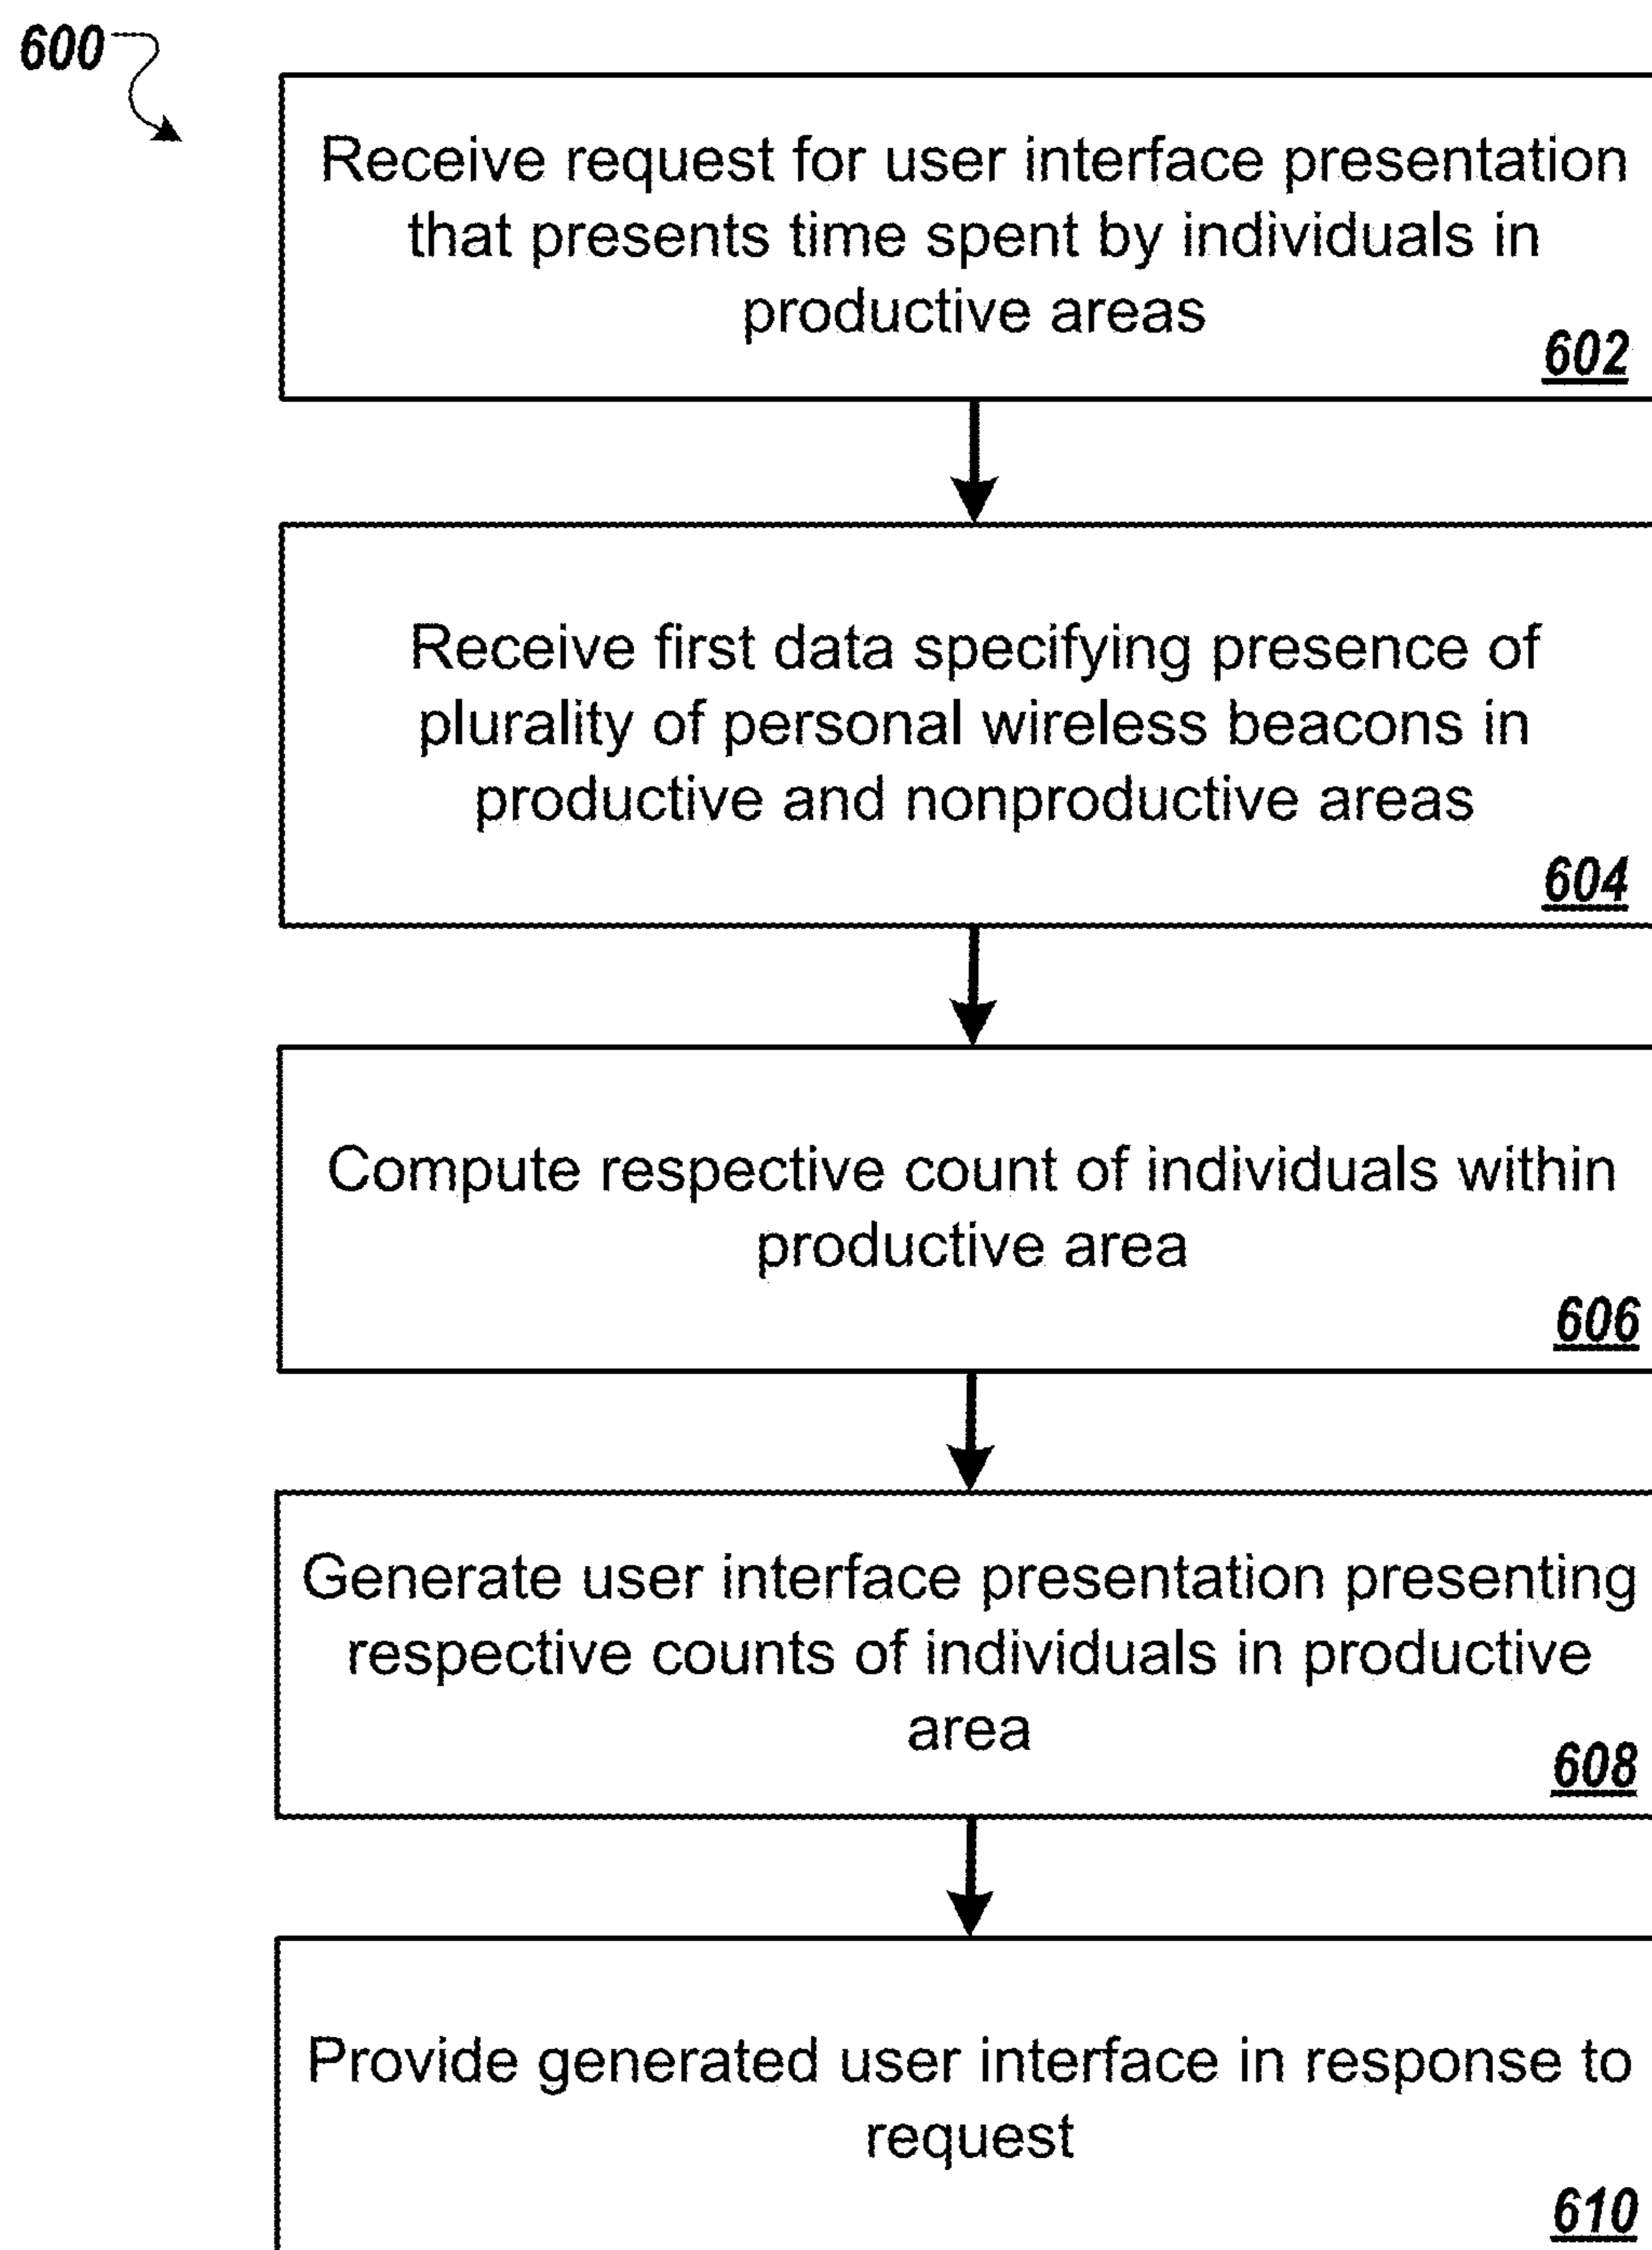 600
Receive request for user interface presentation
that presents time spent by individuals in
productive areas
602
Receive first data specifying presence of
plurality of personal wireless beacons in
productive and nonproductive areas
604
Compute respective count of individuals within
productive area
606
Generate user interface presentation presenting
respective counts of individuals in productive
area
608
Provide generated user interface in response to
request
610